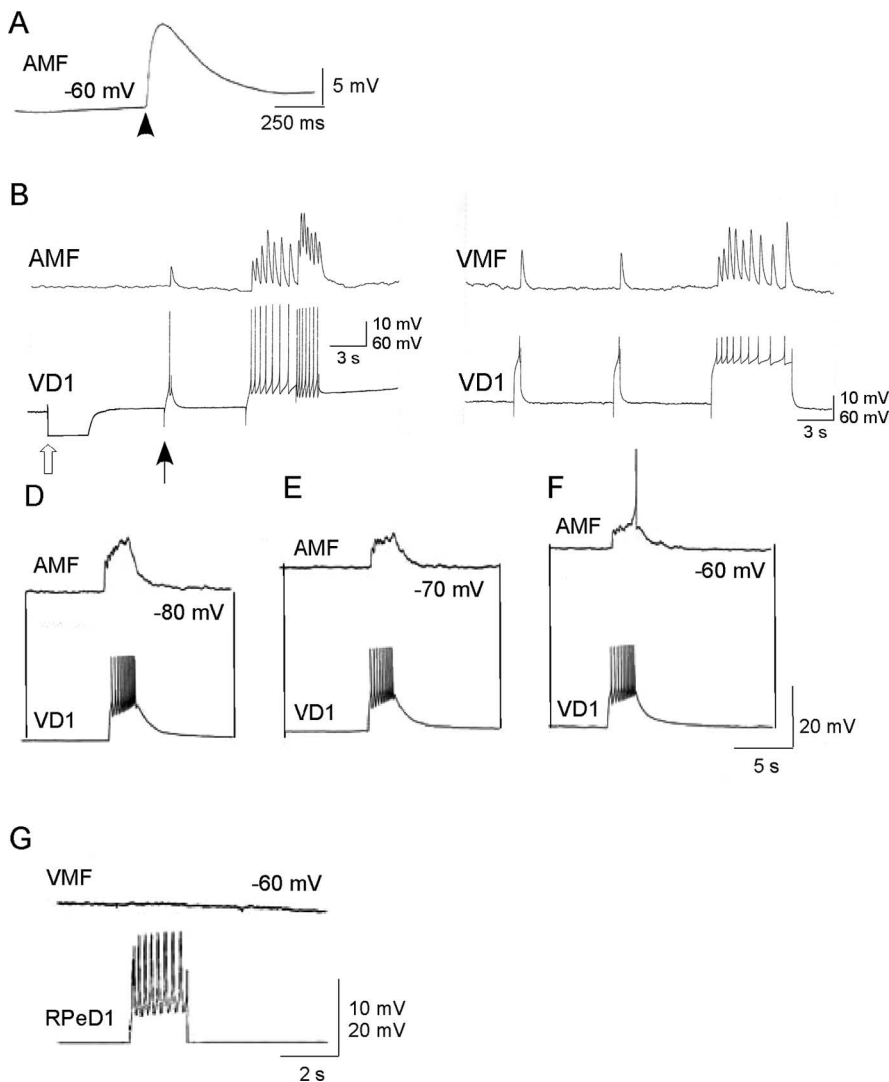 A
AMF
-60 mV
5 mV
250 ms
B
AMF
10 mV
60 mV
3 s
VD1
VMF
VD1
10 mV
60 mV
3 s
D
AMF
-80 mV
VD1
E
AMF
-70 mV
VD1
F
AMF
-60 mV
VD1
20 mV
5 s
G
VMF
-60 mV
RPeD1
10 mV
20 mV
2 s